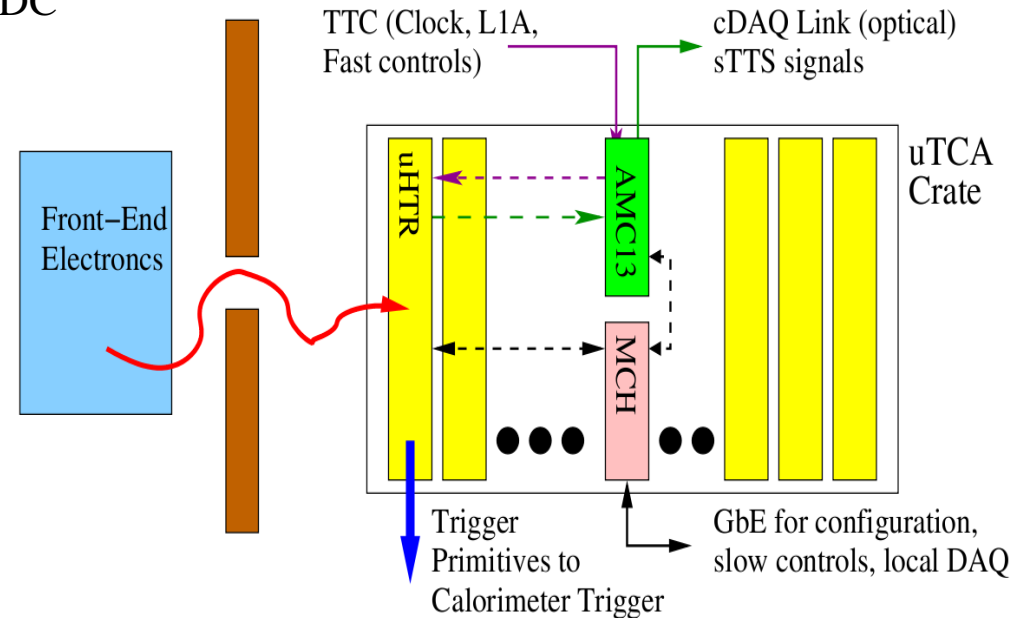 TTC (Clock, L1A,
Fast controls)
cDAQ Link (optical)
sTTS signals
uTCA
Crate
Front−End
Electroncs
uHTR
AMC13
MCH
Trigger
Primitives to
Calorimeter Trigger
GbE for configuration,
slow controls, local DAQ